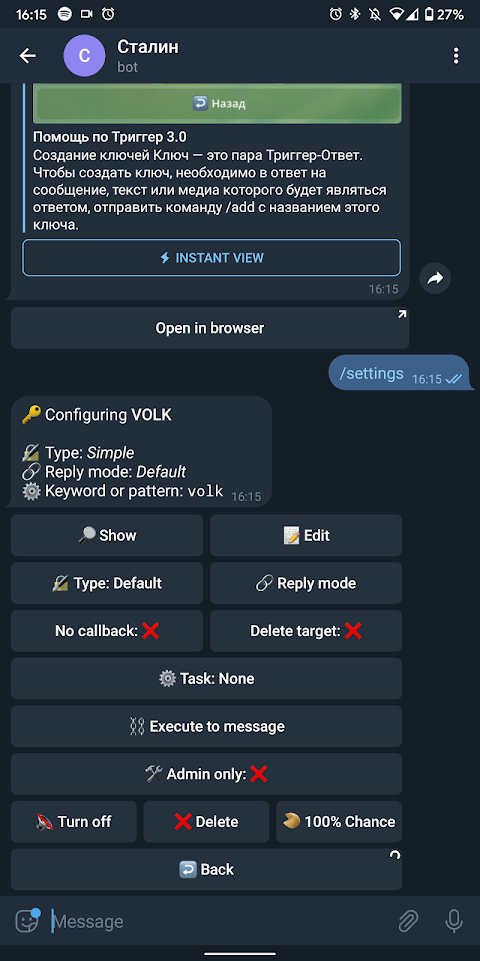 16:15
27%
Сталин
C
bot
Назад
Помощь по Триггер 3.0
Создание ключей Ключ — это пара Триггер-Ответ.
Чтобы создать ключ, необходимо в ответ на
сообщение, текст или медиа которого будет являться
ответом, отправить команду /add с названием этого
ключа.
INSTANT VIEW
16:15
Open in browser
/settings 16:15
Configuring VOLK
Type: Simple
Reply mode: Default
Keyword or pattern: volk 16:15
Show
Edit
Type: Default
Reply mode
No callback:
Delete target:
Task: None
Execute to message
Admin only:
Turn off
Delete
100% Chance
Back
Message